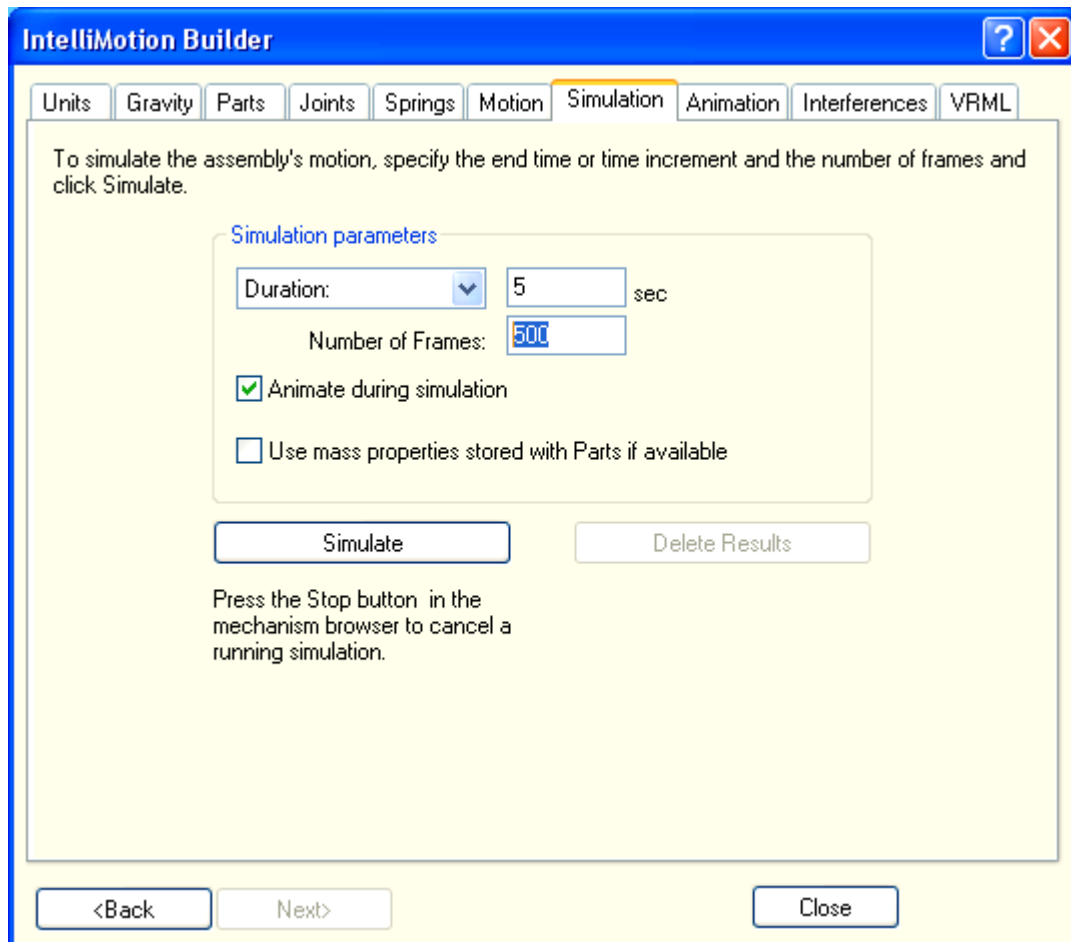 IntelliMotion Builder
Units Gravity Parts Joints Springs Motion Simulation Animation Interferences VRML
To simulate the assembly's motion, specify the end time or time increment and the number of frames and
click Simulate.
Simulation parameters
Duration: 5 sec
Number of Frames: 500
Animate during simulation
Use mass properties stored with Parts if available
Simulate Delete Results
Press the Stop button in the
mechanism browser to cancel a
running simulation.
<Back Next> Close